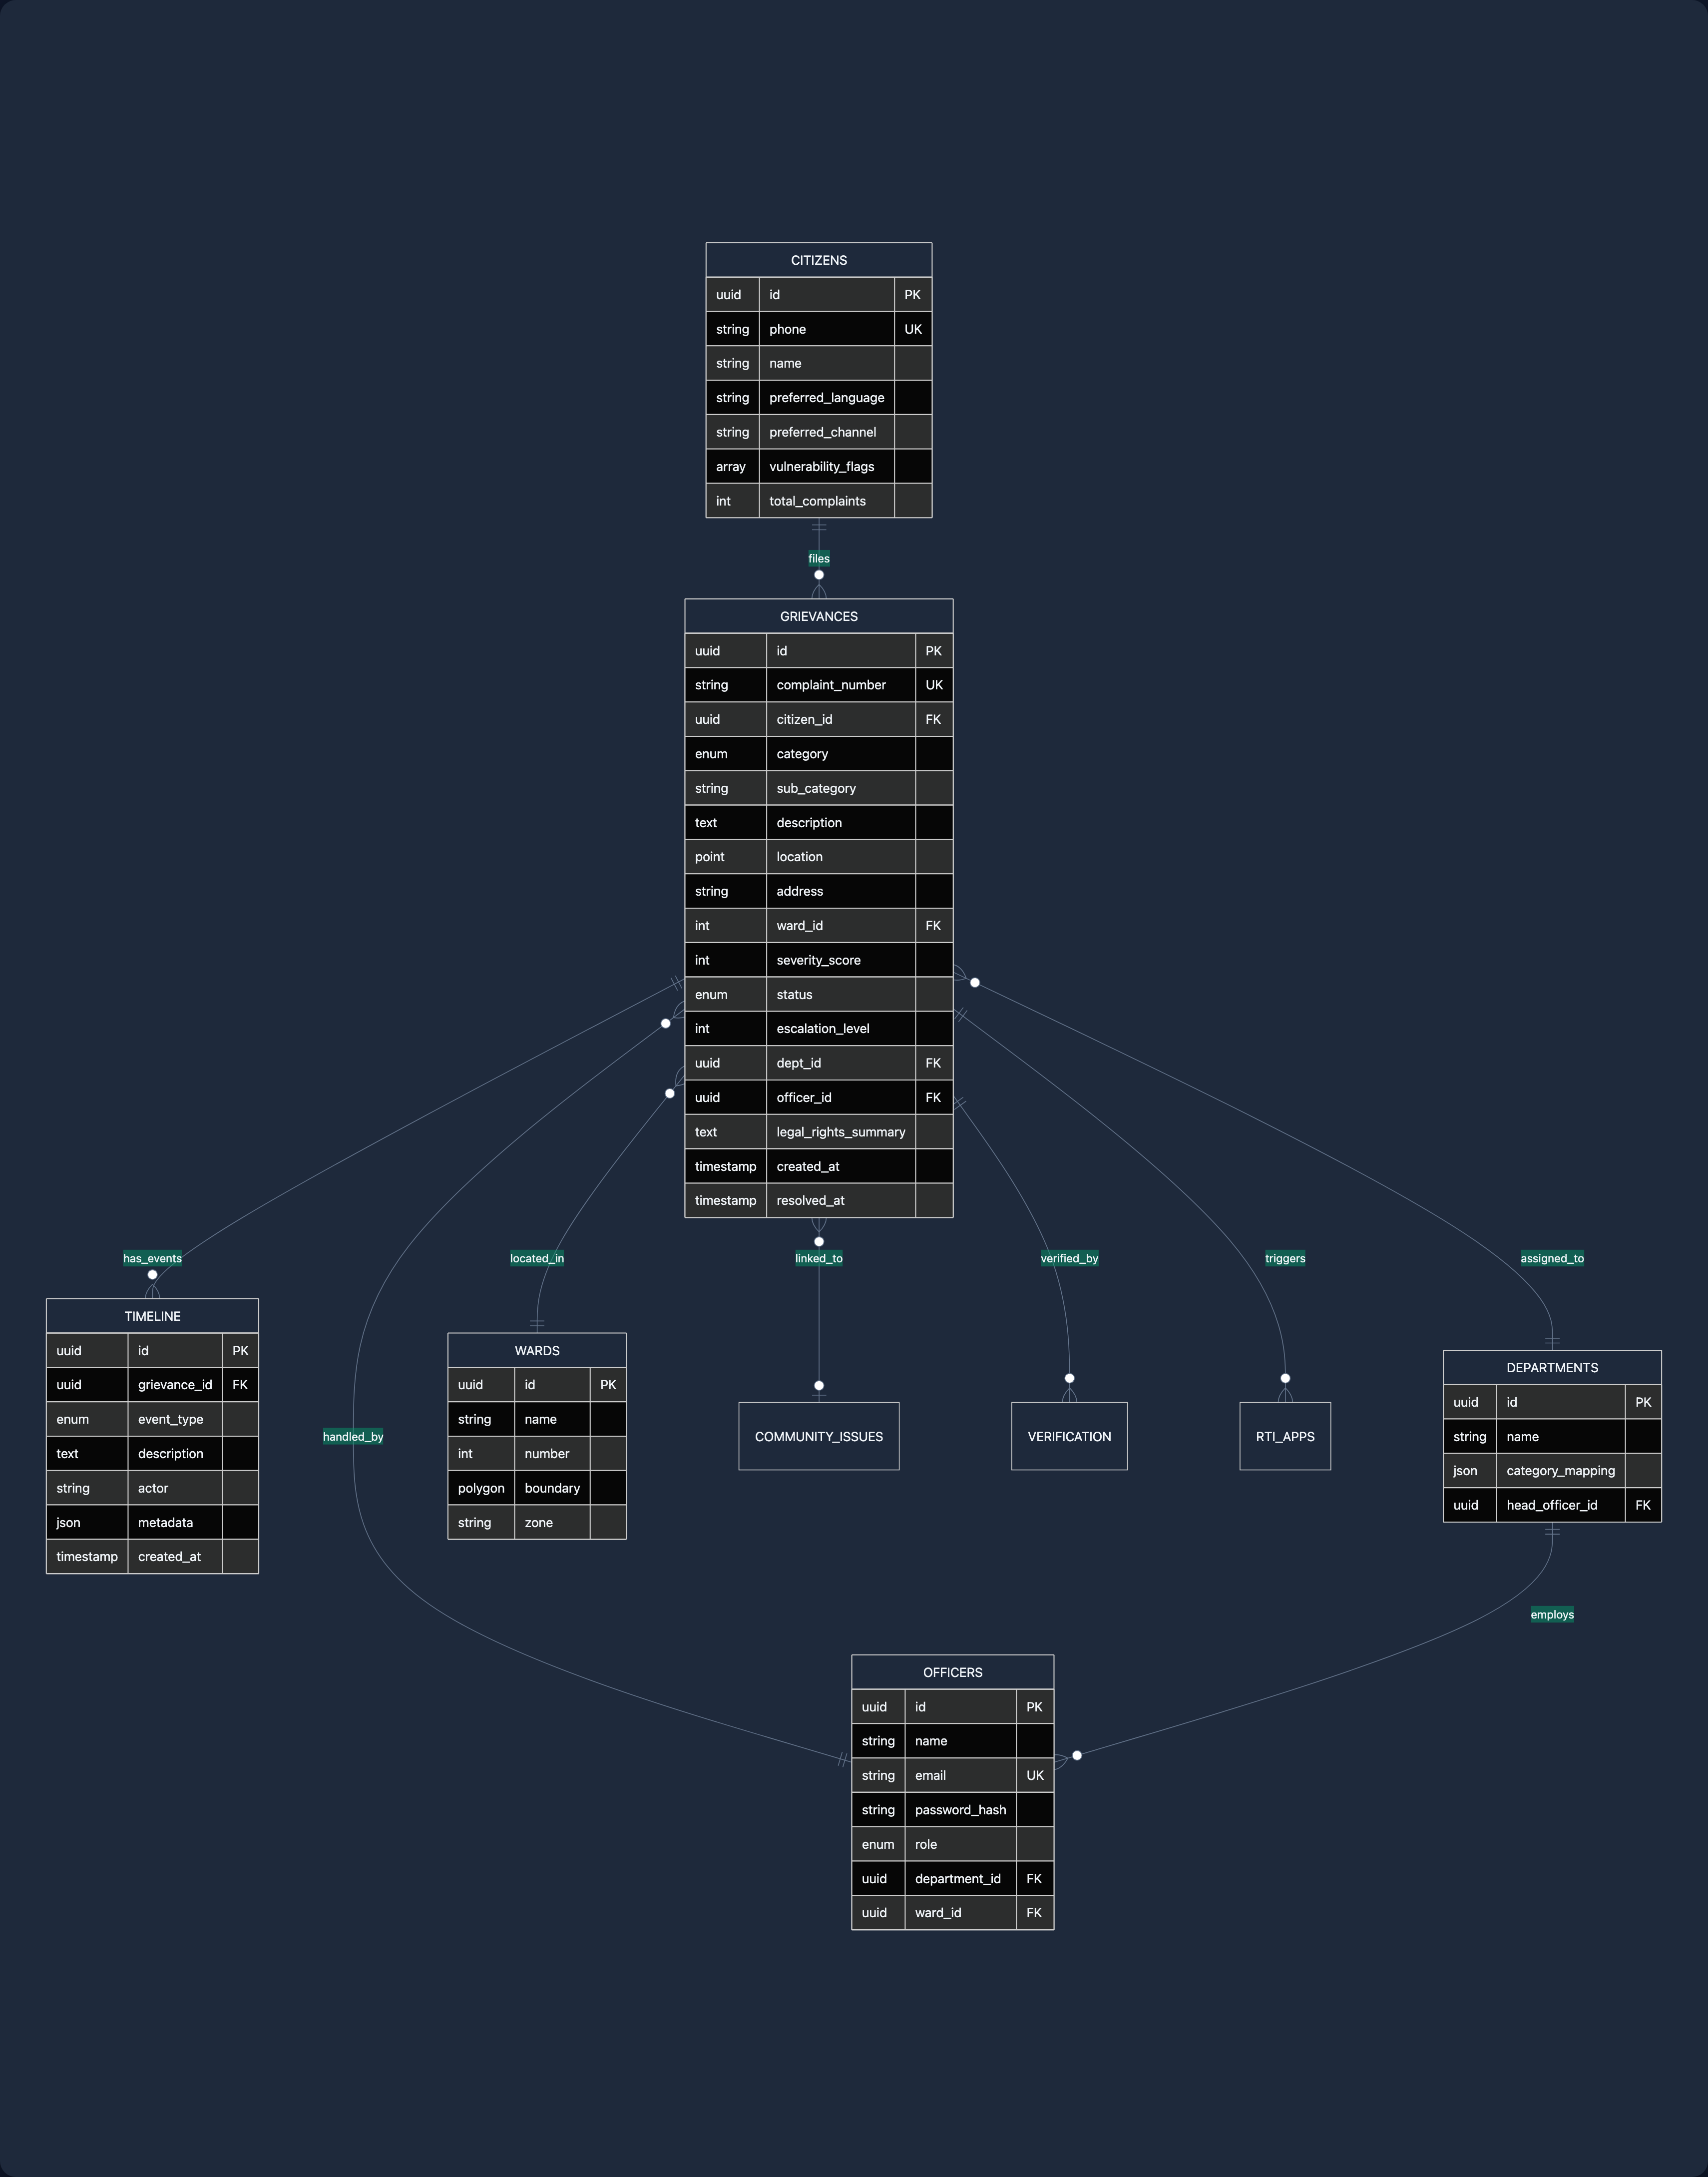 CITIZENS
uuid id PK
string phone UK
string name
string preferred_language
string preferred_channel
array vulnerability_flags
int total_complaints
files
GRIEVANCES
uuid id PK
string complaint_number UK
uuid citizen_id FK
enum category
string sub_category
text description
point location
string address
int ward_id FK
int severity_score
enum status
int escalation_level
uuid dept_id FK
uuid officer_id FK
text legal_rights_summary
timestamp created_at
timestamp resolved_at
has_events
located_in
linked_to
verified_by
triggers
assigned_to
TIMELINE
uuid id PK
uuid grievance_id FK
enum event_type
text description
string actor
json metadata
timestamp created_at
handled_by
WARDS
uuid id PK
string name
int number
polygon boundary
string zone
COMMUNITY_ISSUES
VERIFICATION
RTI_APPS
DEPARTMENTS
uuid id PK
string name
json category_mapping
uuid head_officer_id FK
employs
OFFICERS
uuid id PK
string name
string email UK
string password_hash
enum role
uuid department_id FK
uuid ward_id FK